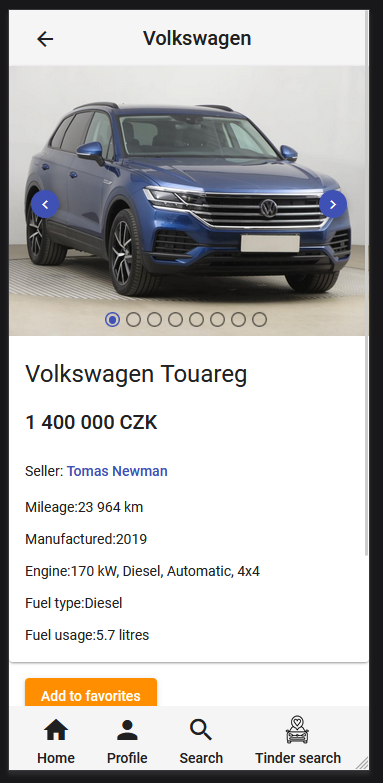 Volkswagen
Volkswagen Touareg
1 400 000 CZK
Seller: Tomas Newman
Mileage:23 964 km
Manufactured:2019
Engine:170 kW, Diesel, Automatic, 4x4
Fuel type:Diesel
Fuel usage:5.7 litres
Add to favorites
Home
Profile
Search
Tinder search